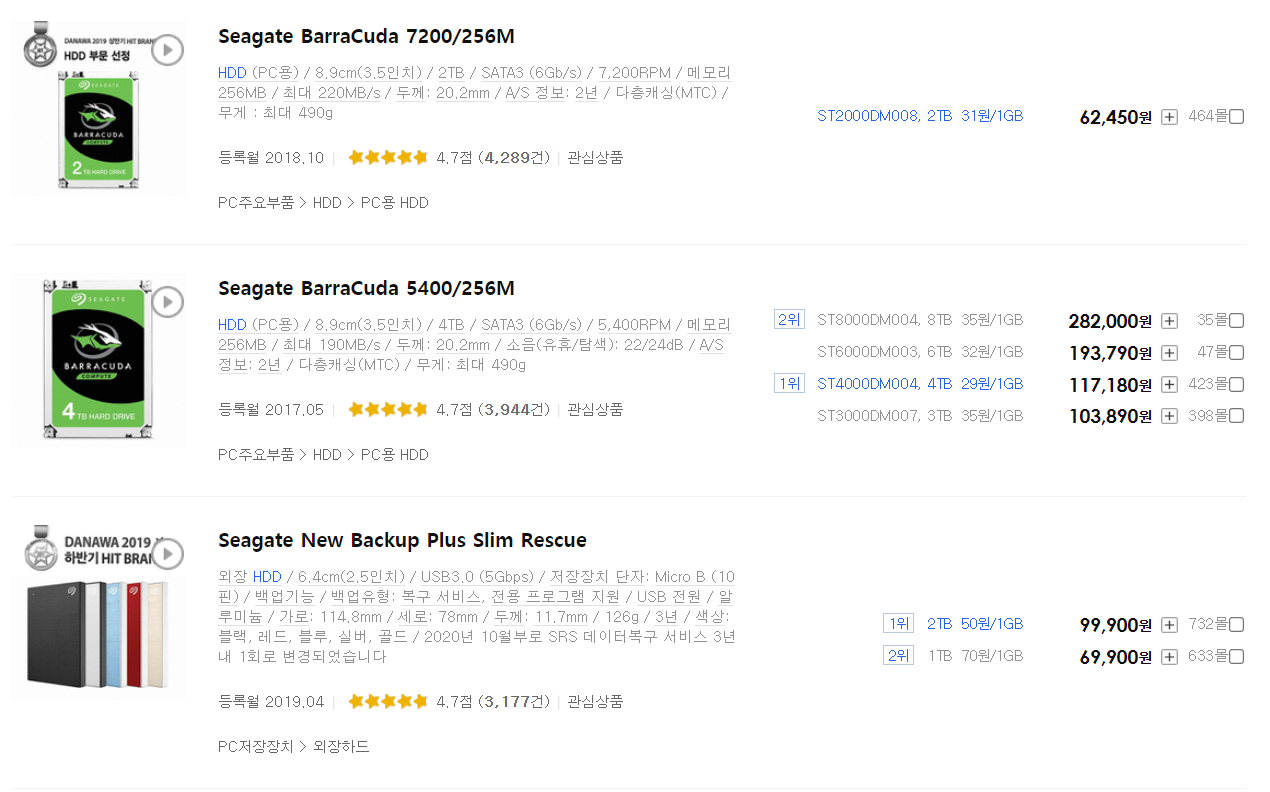 DANAWA 2019 상반기 HIT BRAN
HDD 부문 선정
SEAGATE
BARRACUDA
COMPUTE
2 TB HARD DRIVE
Seagate BarraCuda 7200/256M
HDD (PC용) / 8.9cm(3.5인치) / 2TB / SATA3 (6Gb/s) / 7,200RPM / 메모리
256MB / 최대 220MB/s / 두께: 20.2mm / A/S 정보: 2년 / 다층캐싱(MTC) /
무게 : 최대 490g
ST2000DM008, 2TB 31원/1GB 62,450원 464몰
등록월 2018.10 4.7점 (4,289건) 관심상품
PC주요부품 > HDD > PC용 HDD
SEAGATE
BARRACUDA
COMPUTE
4 TB HARD DRIVE
Seagate BarraCuda 5400/256M
HDD (PC용) / 8.9cm(3.5인치) / 4TB / SATA3 (6Gb/s) / 5,400RPM / 메모리
256MB / 최대 190MB/s / 두께: 20.2mm / 소음(유휴/탐색): 22/24dB / A/S
정보: 2년 / 다층캐싱(MTC) / 무게: 최대 490g
2위 ST8000DM004, 8TB 35원/1GB 282,000원 35몰
ST6000DM003, 6TB 32원/1GB 193,790원 47몰
1위 ST4000DM004, 4TB 29원/1GB 117,180원 423몰
ST3000DM007, 3TB 35원/1GB 103,890원 398몰
등록월 2017.05 4.7점 (3,944건) 관심상품
PC주요부품 > HDD > PC용 HDD
DANAWA 2019
하반기 HIT BRA
Seagate New Backup Plus Slim Rescue
외장 HDD / 6.4cm(2.5인치) / USB3.0 (5Gbps) / 저장장치 단자: Micro B (10
핀) / 백업기능 / 백업유형: 복구 서비스, 전용 프로그램 지원 / USB 전원 / 알
루미늄 / 가로: 114.8mm / 세로: 78mm / 두께: 11.7mm / 126g / 3년 / 색상:
블랙, 레드, 블루, 실버, 골드 / 2020년 10월부로 SRS 데이터복구 서비스 3년
내 1회로 변경되었습니다
1위 2TB 50원/1GB 99,900원 732몰
2위 1TB 70원/1GB 69,900원 633몰
등록월 2019.04 4.7점 (3,177건) 관심상품
PC저장장치 > 외장하드